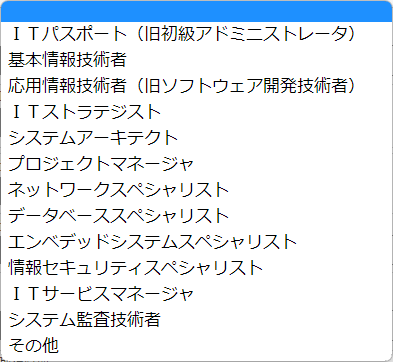 ＩＴパスポート（旧初級アドミニストレータ）
基本情報技術者
応用情報技術者（旧ソフトウェア開発技術者）
ＩＴストラテジスト
システムアーキテクト
プロジェクトマネージャ
ネットワークスペシャリスト
データベーススペシャリスト
エンベデッドシステムスペシャリスト
情報セキュリティスペシャリスト
ＩＴサービスマネージャ
システム監査技術者
その他